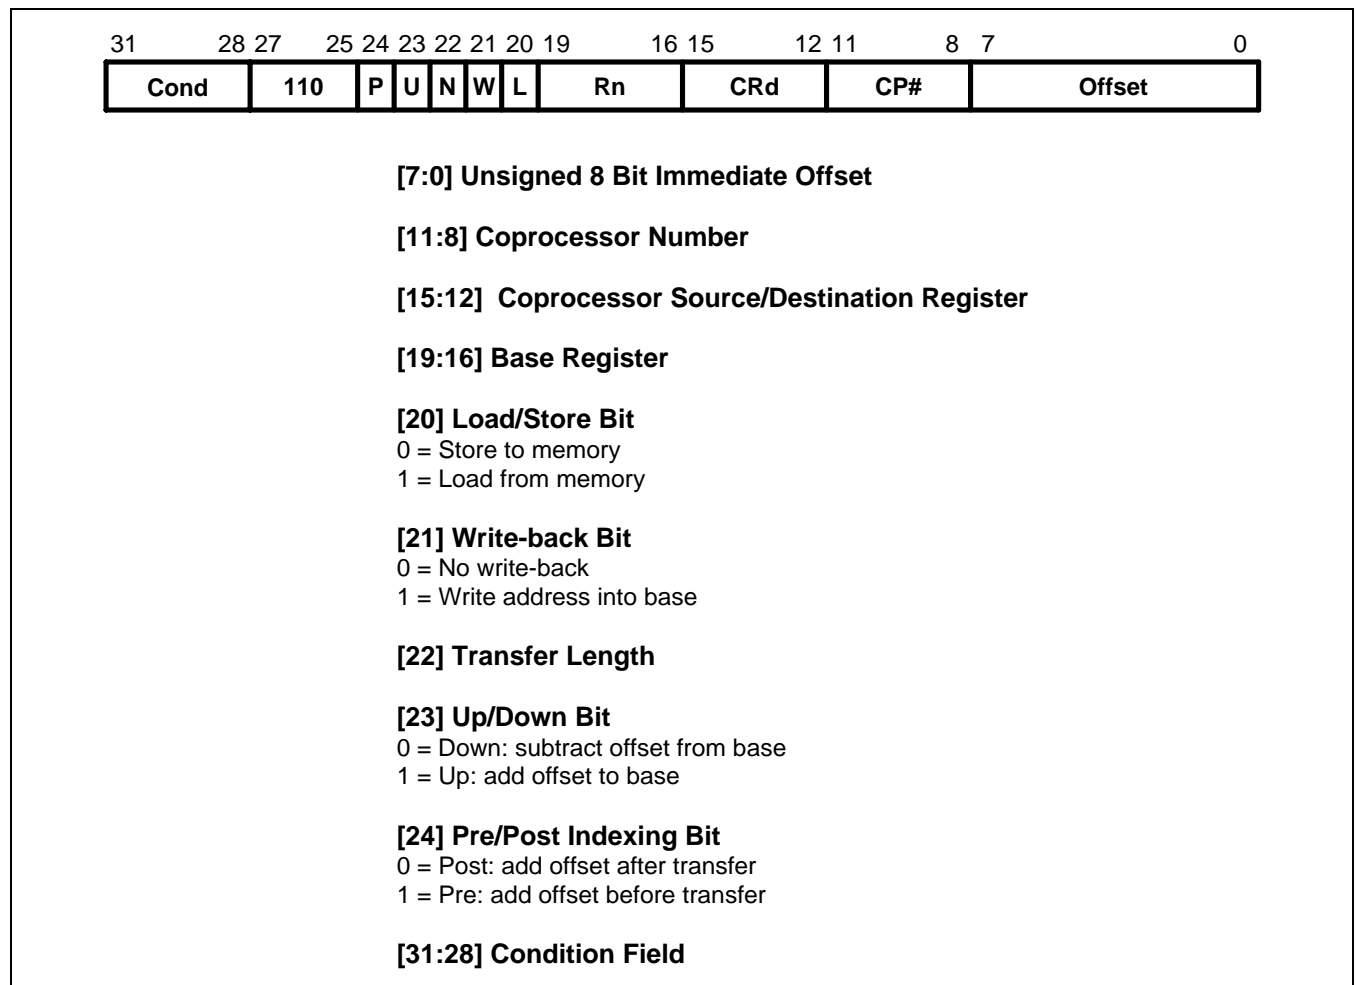 31 28 27 25 24 23 22 21 20 19 16 15 12 11 8 7 0
Cond 110 P U N W L Rn CRd CP# Offset
[7:0] Unsigned 8 Bit Immediate Offset
[11:8] Coprocessor Number
[15:12] Coprocessor Source/Destination Register
[19:16] Base Register
[20] Load/Store Bit
0 = Store to memory
1 = Load from memory
[21] Write-back Bit
0 = No write-back
1 = Write address into base
[22] Transfer Length
[23] Up/Down Bit
0 = Down: subtract offset from base
1 = Up: add offset to base
[24] Pre/Post Indexing Bit
0 = Post: add offset after transfer
1 = Pre: add offset before transfer
[31:28] Condition Field